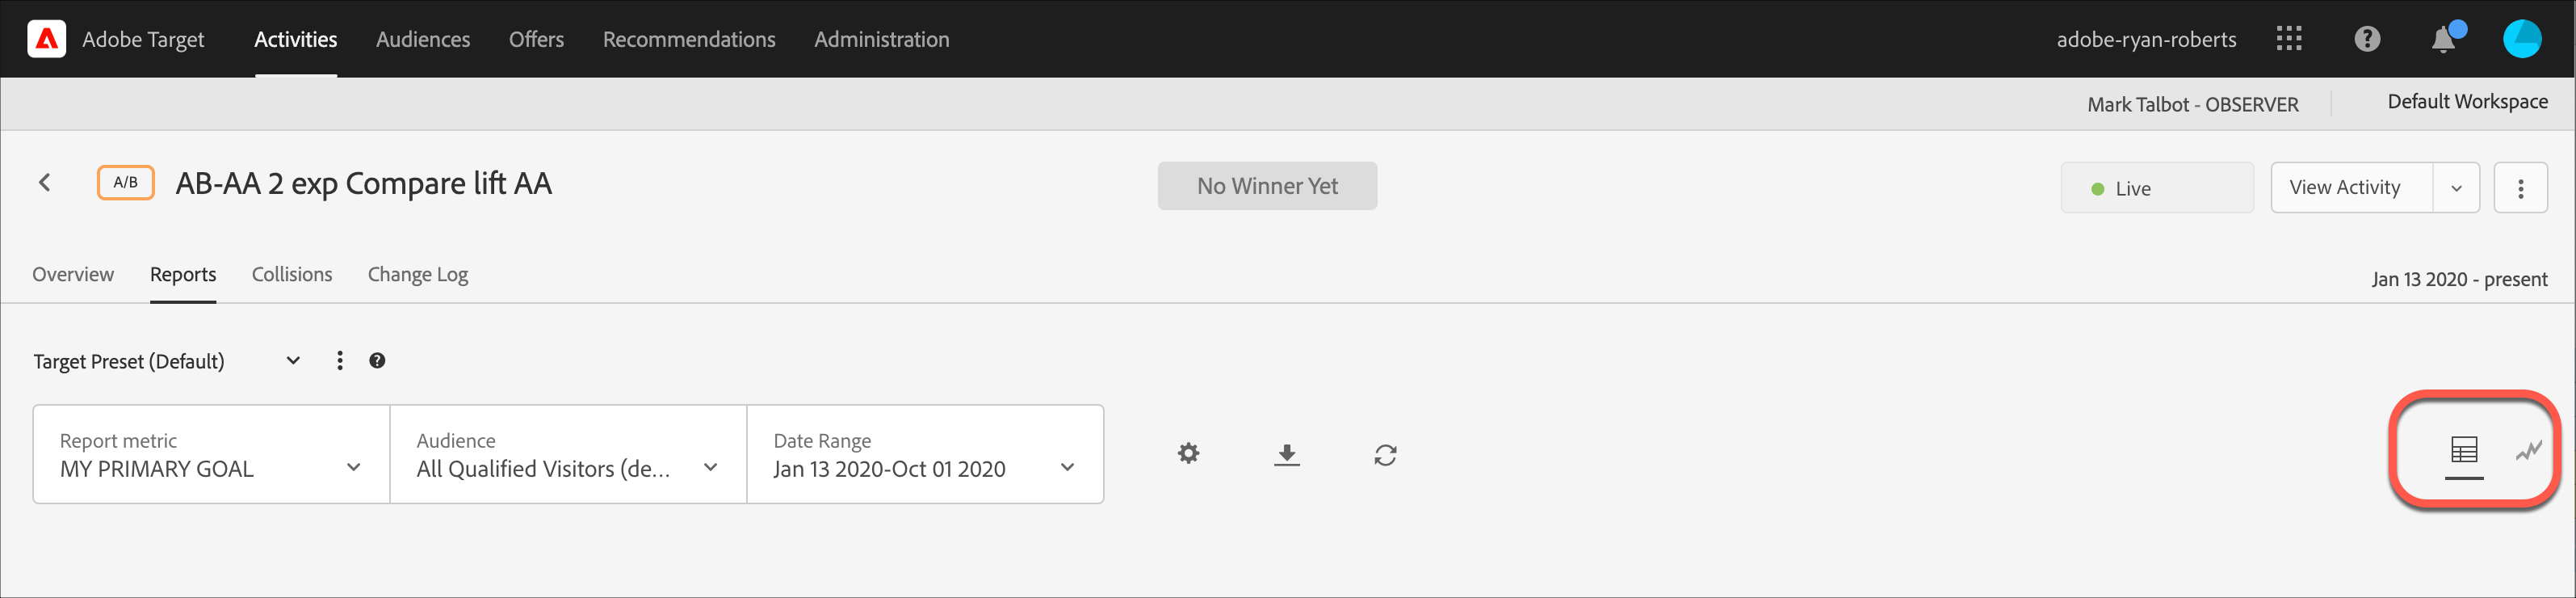 Adobe Target Activities Audiences Offers Recommendations Administration adobe-ryan-roberts
Mark Talbot - OBSERVER Default Workspace
A/B AB-AA 2 exp Compare lift AA No Winner Yet Live View Activity
Overview Reports Collisions Change Log Jan 13 2020 - present
Target Preset (Default)
Report metric Audience Date Range
MY PRIMARY GOAL All Qualified Visitors (de... Jan 13 2020-Oct 01 2020